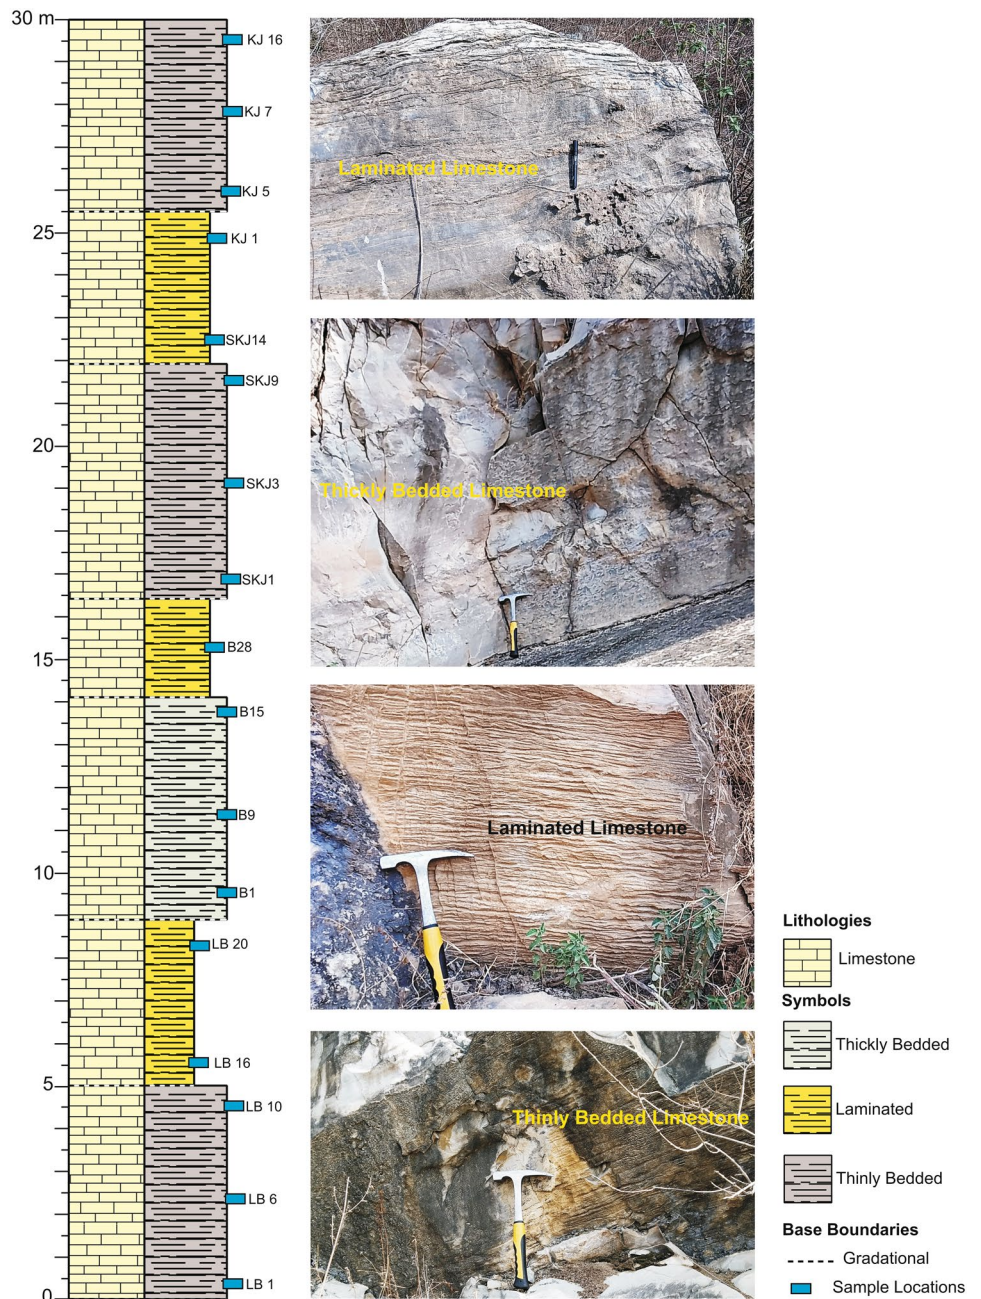 30 m
KJ 16
KJ 7
KJ 5
25
KJ 1
SKJ14
SKJ9
20
SKJ3
SKJ1
B28
15
B15
B9
10
B1
LB 20
LB 16
5
LB 10
LB 6
LB 1
0
Laminated Limestone
Thickly Bedded Limestone
Laminated Limestone
Thinly Bedded Limestone
Lithologies
Limestone
Symbols
Thickly Bedded
Laminated
Thinly Bedded
Base Boundaries
Gradational
Sample Locations